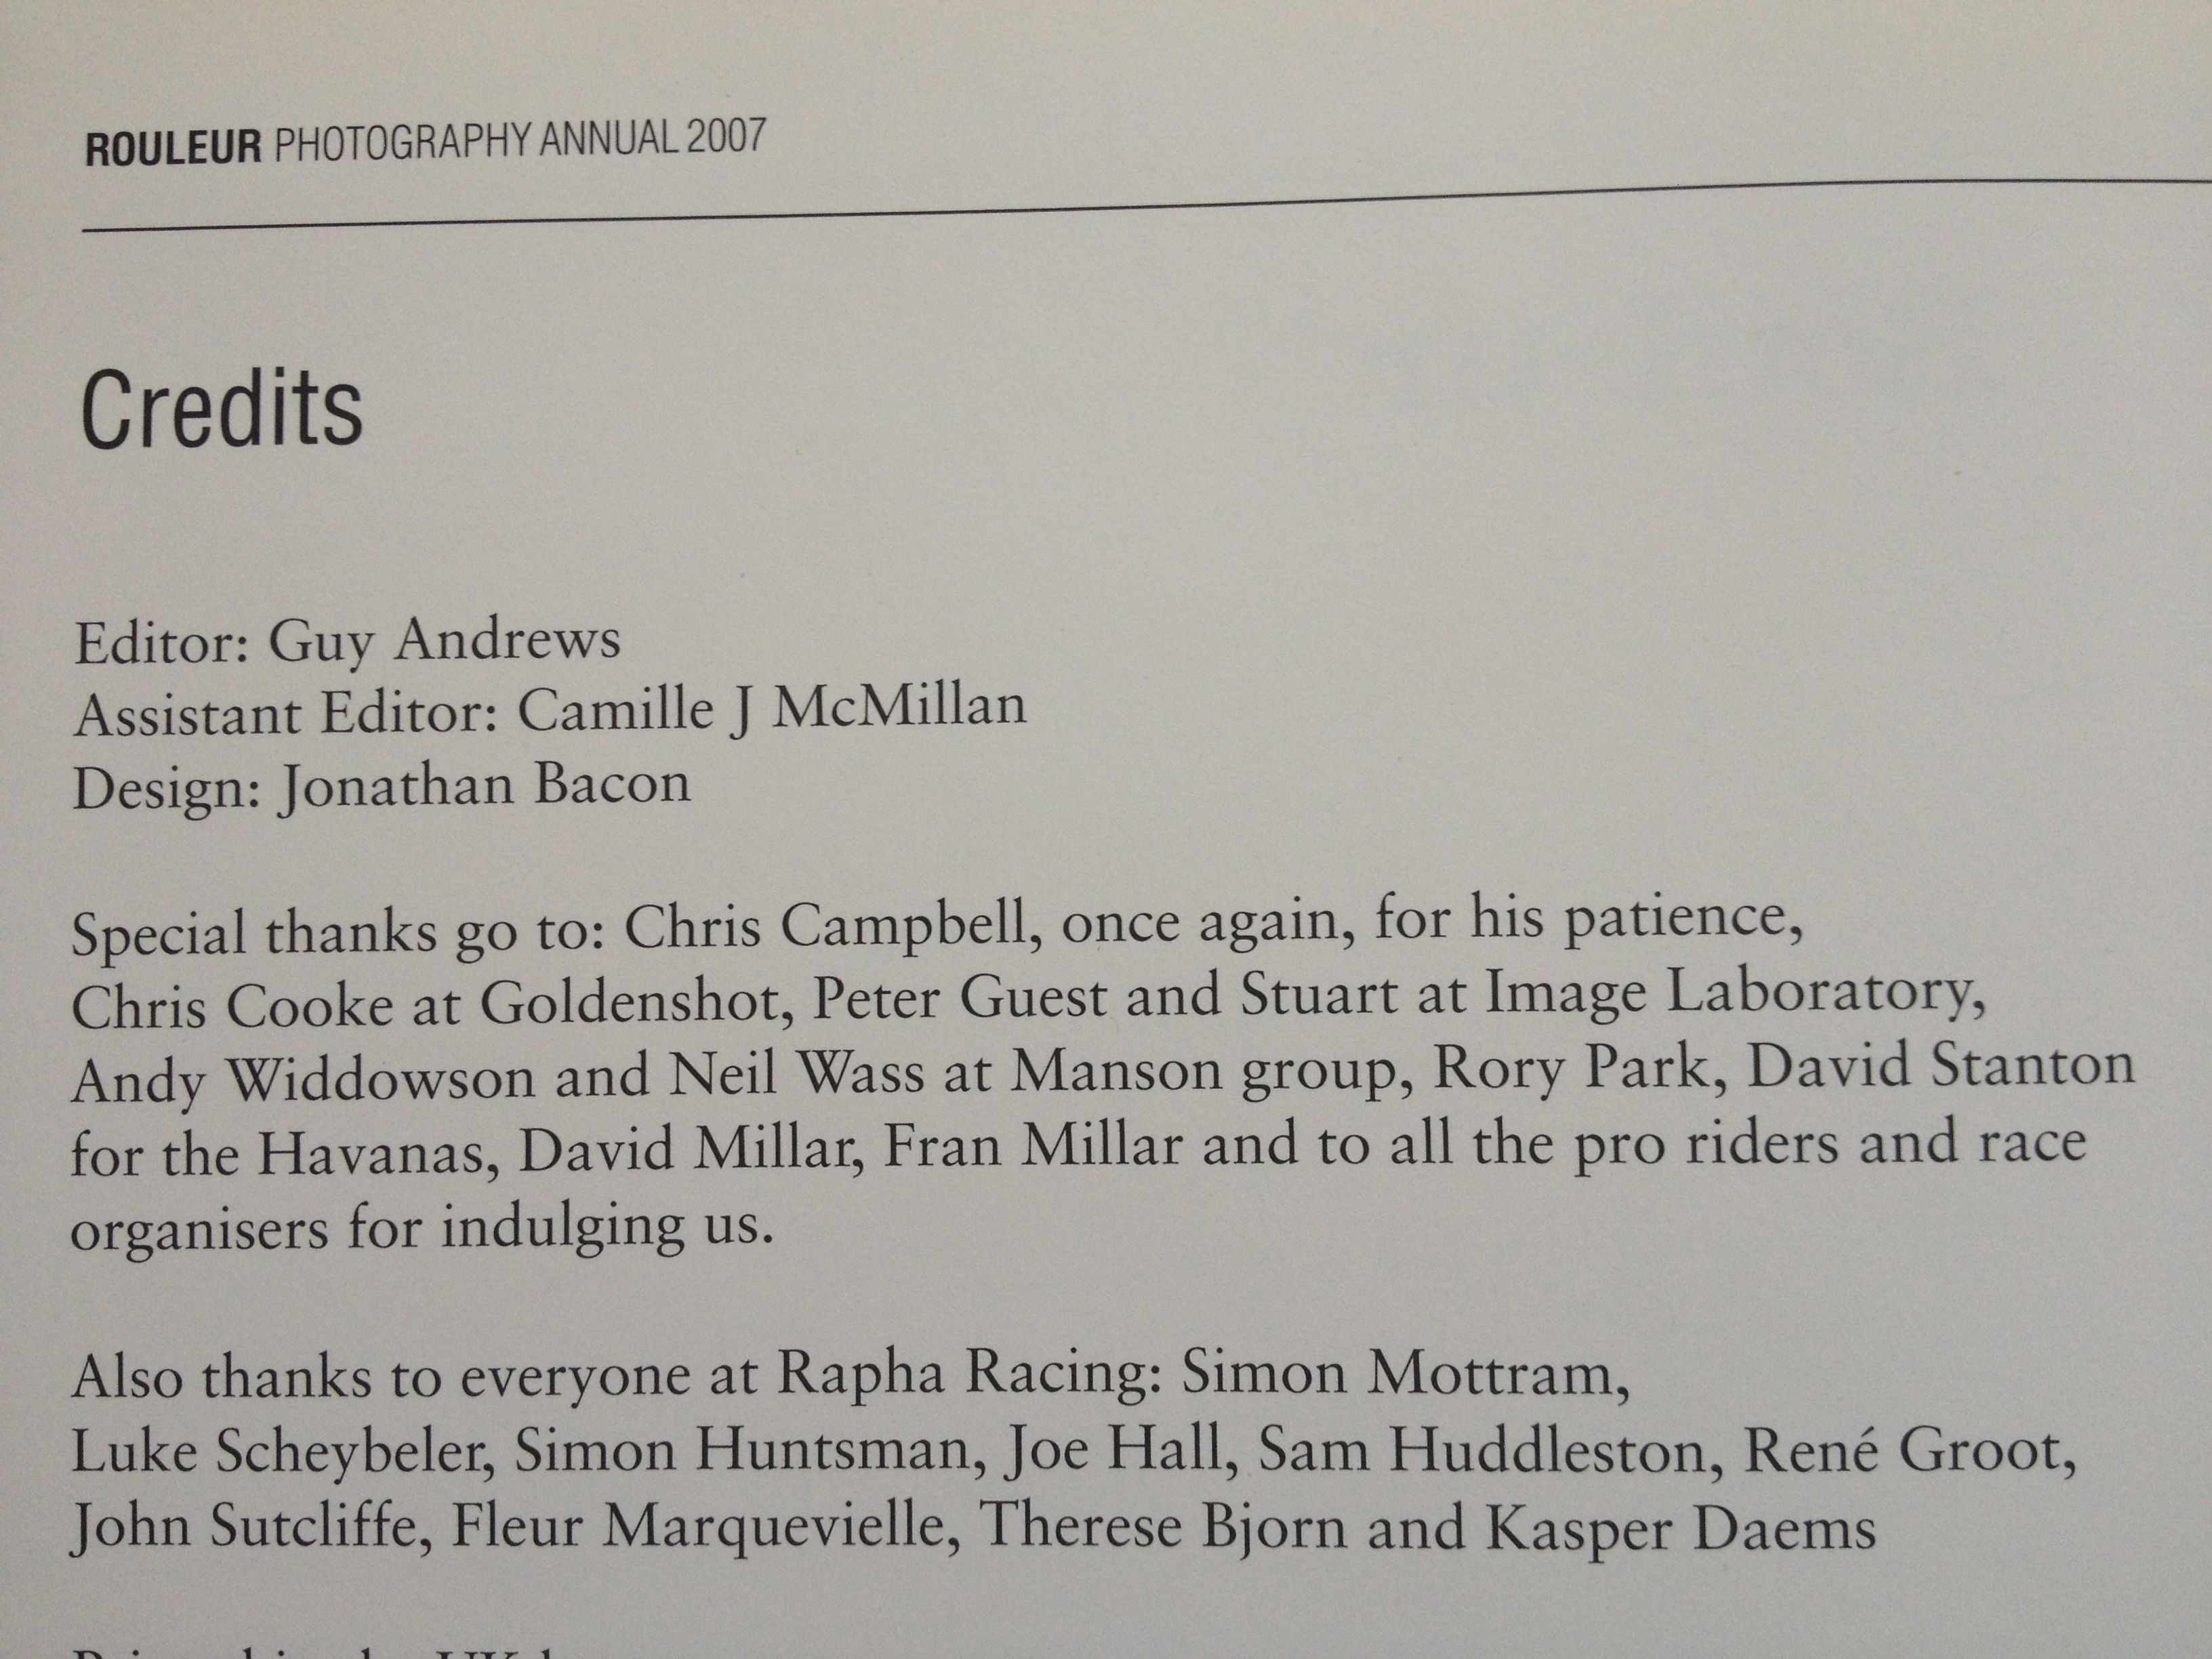 ROULEUR PHOTOGRAPHY ANNUAL 2007
Credits
Editor: Guy Andrews
Assistant Editor: Camille J McMillan
Design: Jonathan Bacon
Special thanks go to: Chris Campbell, once again, for his patience,
Chris Cooke at Goldenshot, Peter Guest and Stuart at Image Laboratory,
Andy Widdowson and Neil Wass at Manson group, Rory Park, David Stanton
for the Havanas, David Millar, Fran Millar and to all the pro riders and race
organisers for indulging us.
Also thanks to everyone at Rapha Racing: Simon Mottram,
Luke Scheybeler, Simon Huntsman, Joe Hall, Sam Huddleston, René Groot,
John Sutcliffe, Fleur Marquevielle, Therese Bjorn and Kasper Daems